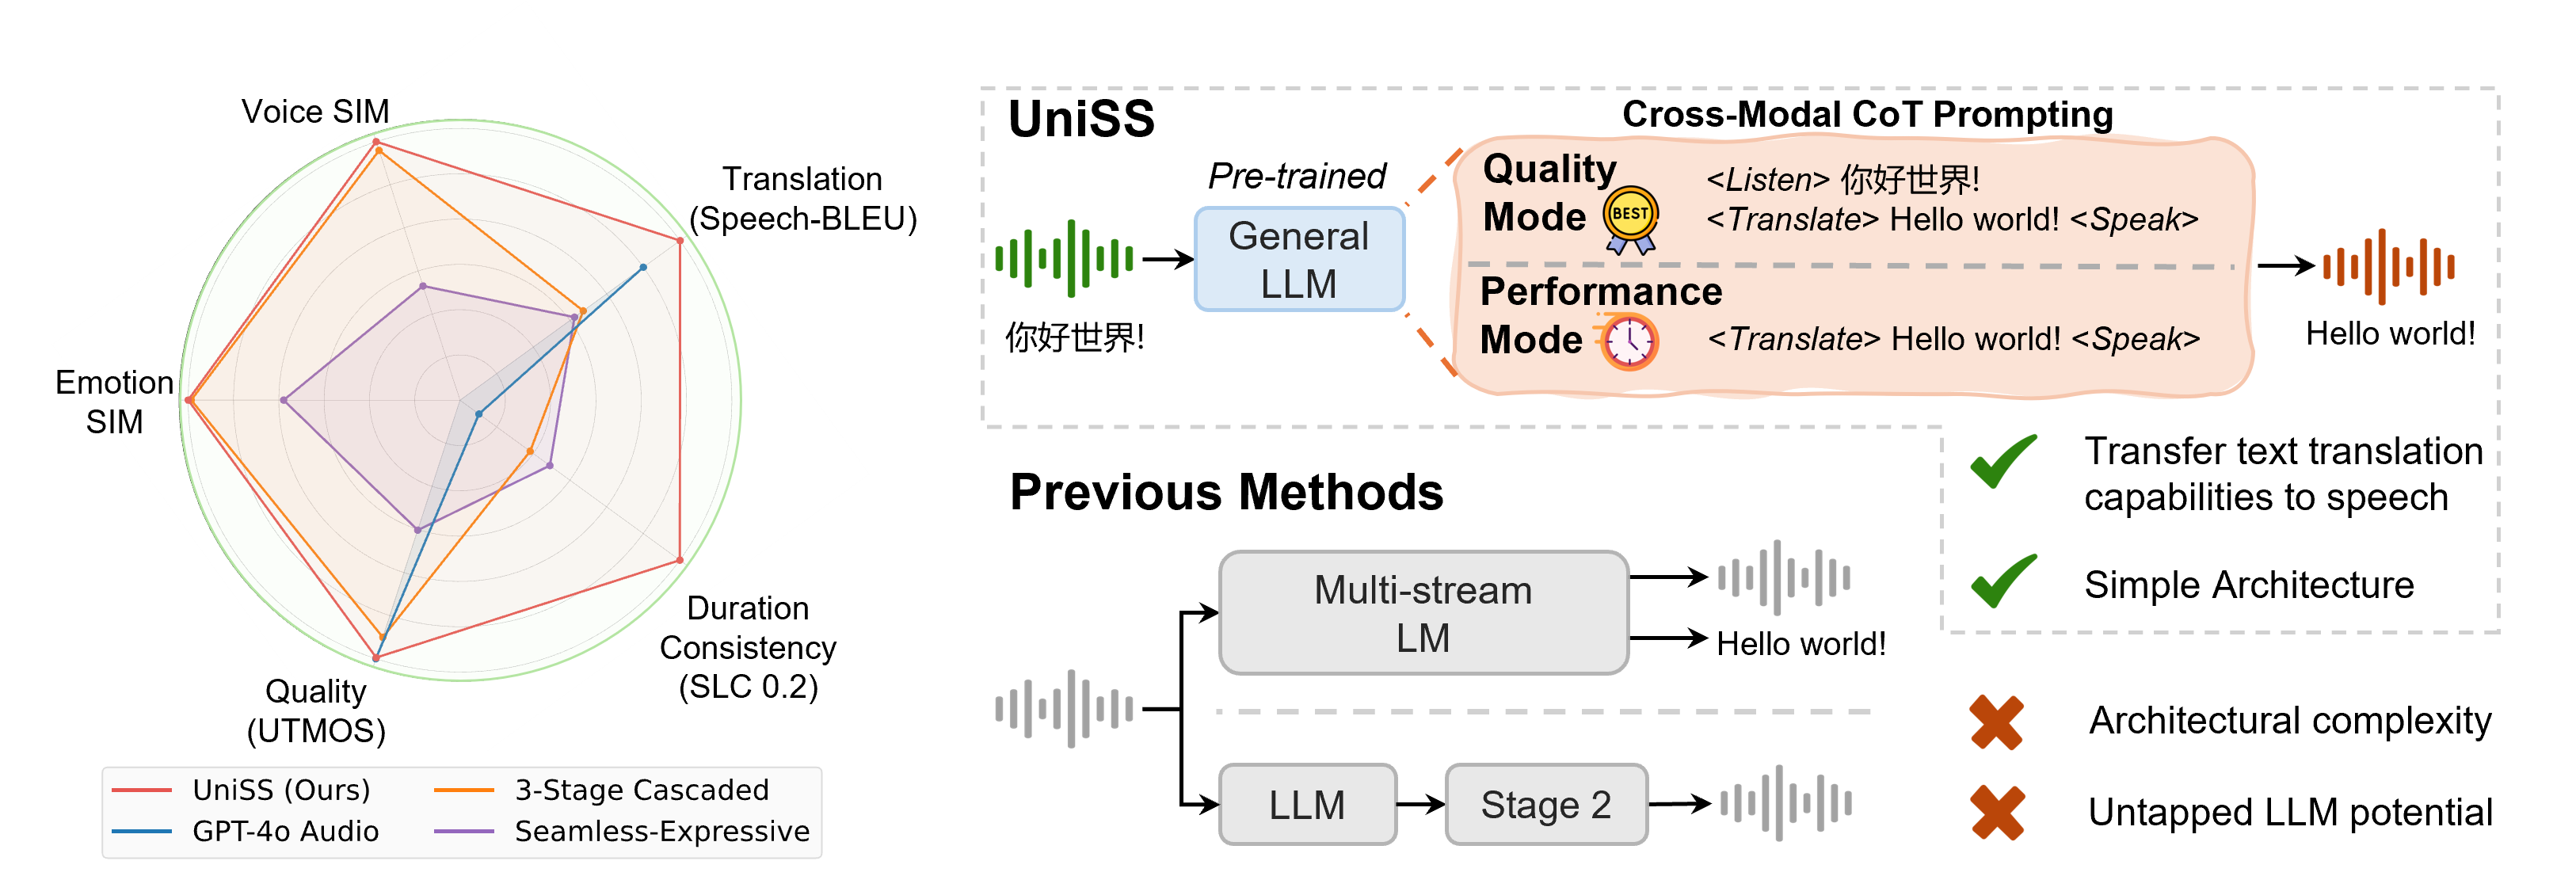 Voice SIM
Translation
(Speech-BLEU)
Emotion
SIM
Duration
Consistency
(SLC 0.2)
Quality
(UTMOS)
UniSS (Ours)
3-Stage Cascaded
GPT-4o Audio
Seamless-Expressive
UniSS
Cross-Modal CoT Prompting
Pre-trained
General
LLM
你好世界!
Quality
Mode
BEST
<Listen> 你好世界!
<Translate> Hello world! <Speak>
Performance
Mode
<Translate> Hello world! <Speak>
Hello world!
Transfer text translation
capabilities to speech
Simple Architecture
Previous Methods
Multi-stream
LM
Hello world!
LLM
Stage 2
Architectural complexity
Untapped LLM potential